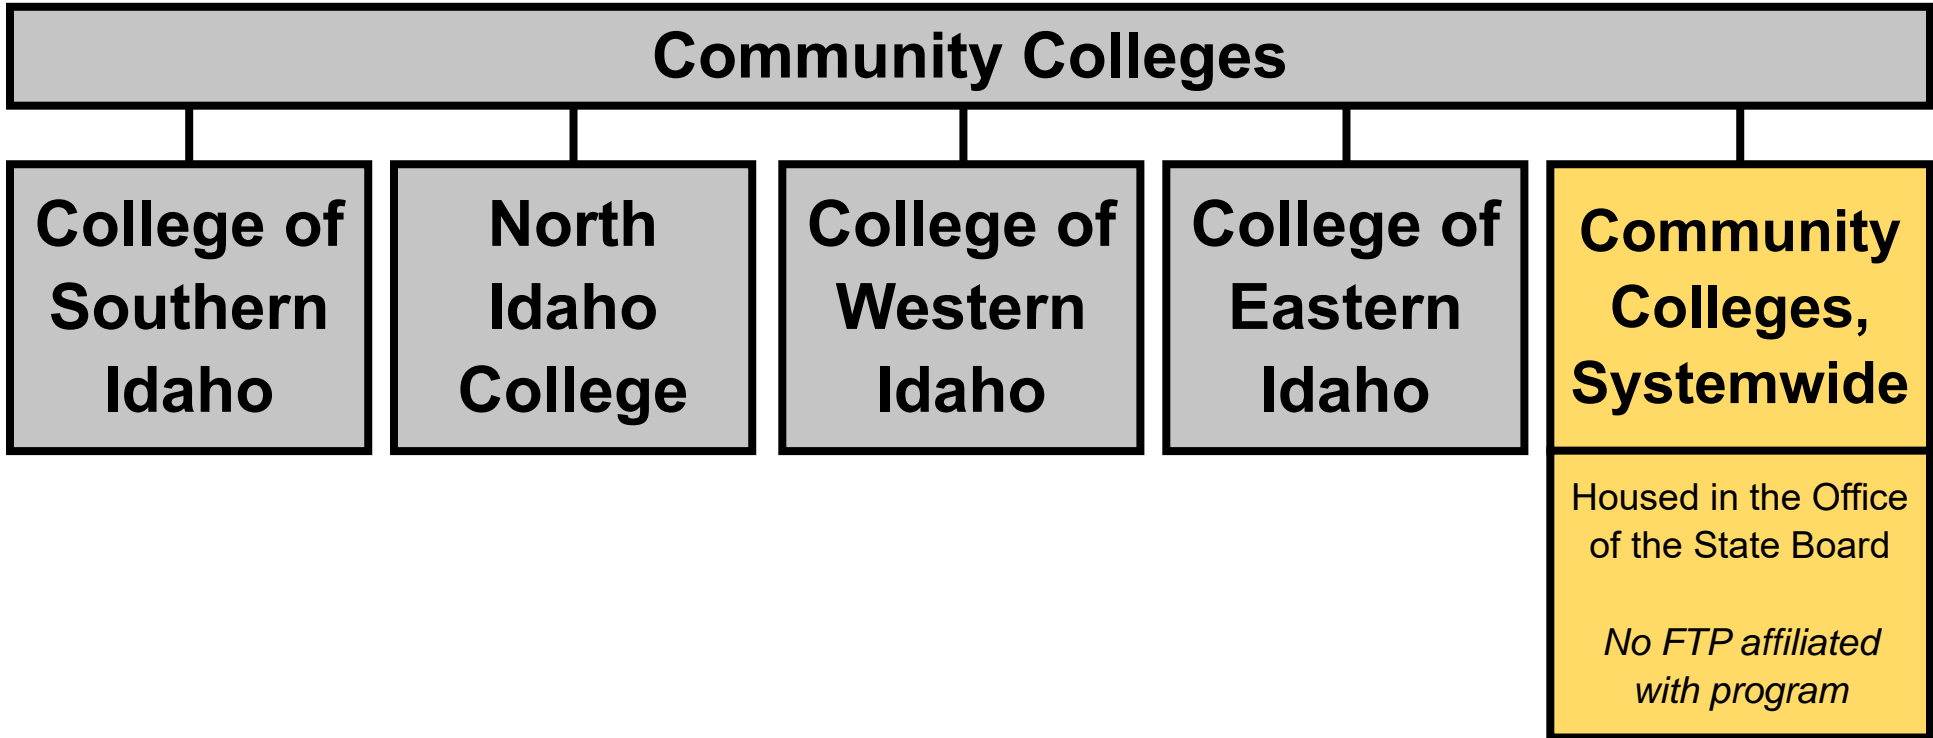 Community Colleges
College of
Southern
Idaho
North
Idaho
College
College of
Western
Idaho
College of
Eastern
Idaho
Community
Colleges,
Systemwide
Housed in the Office
of the State Board
No FTP affiliated
with program